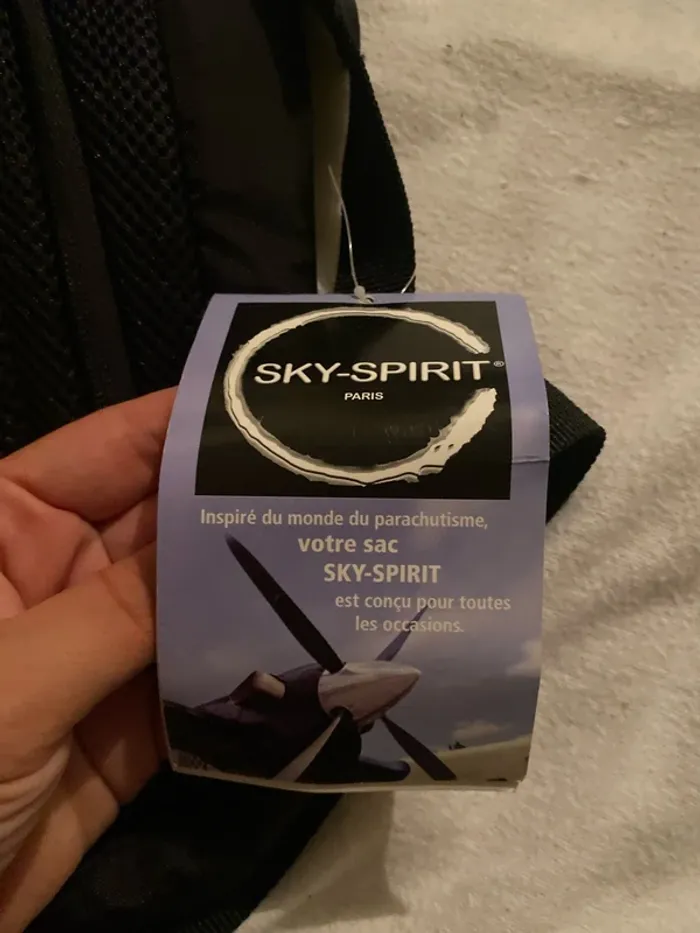 SKY-SPIRIT®
PARIS
Inspiré du monde du parachutisme,
votre sac
SKY-SPIRIT
est conçu pour toutes
les occasions.